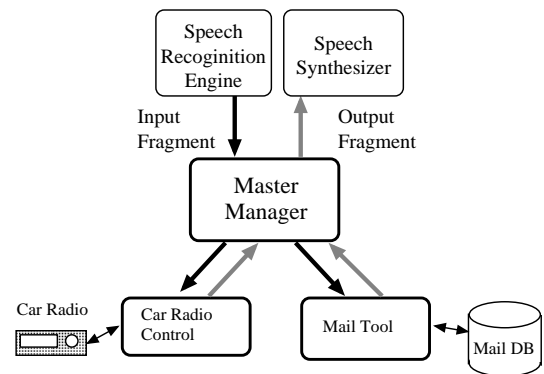 Speech
Recoginition
Engine
Speech
Synthesizer
Input
Fragment
Output
Fragment
Master
Manager
Car Radio
Car Radio
Control
Mail Tool
Mail DB